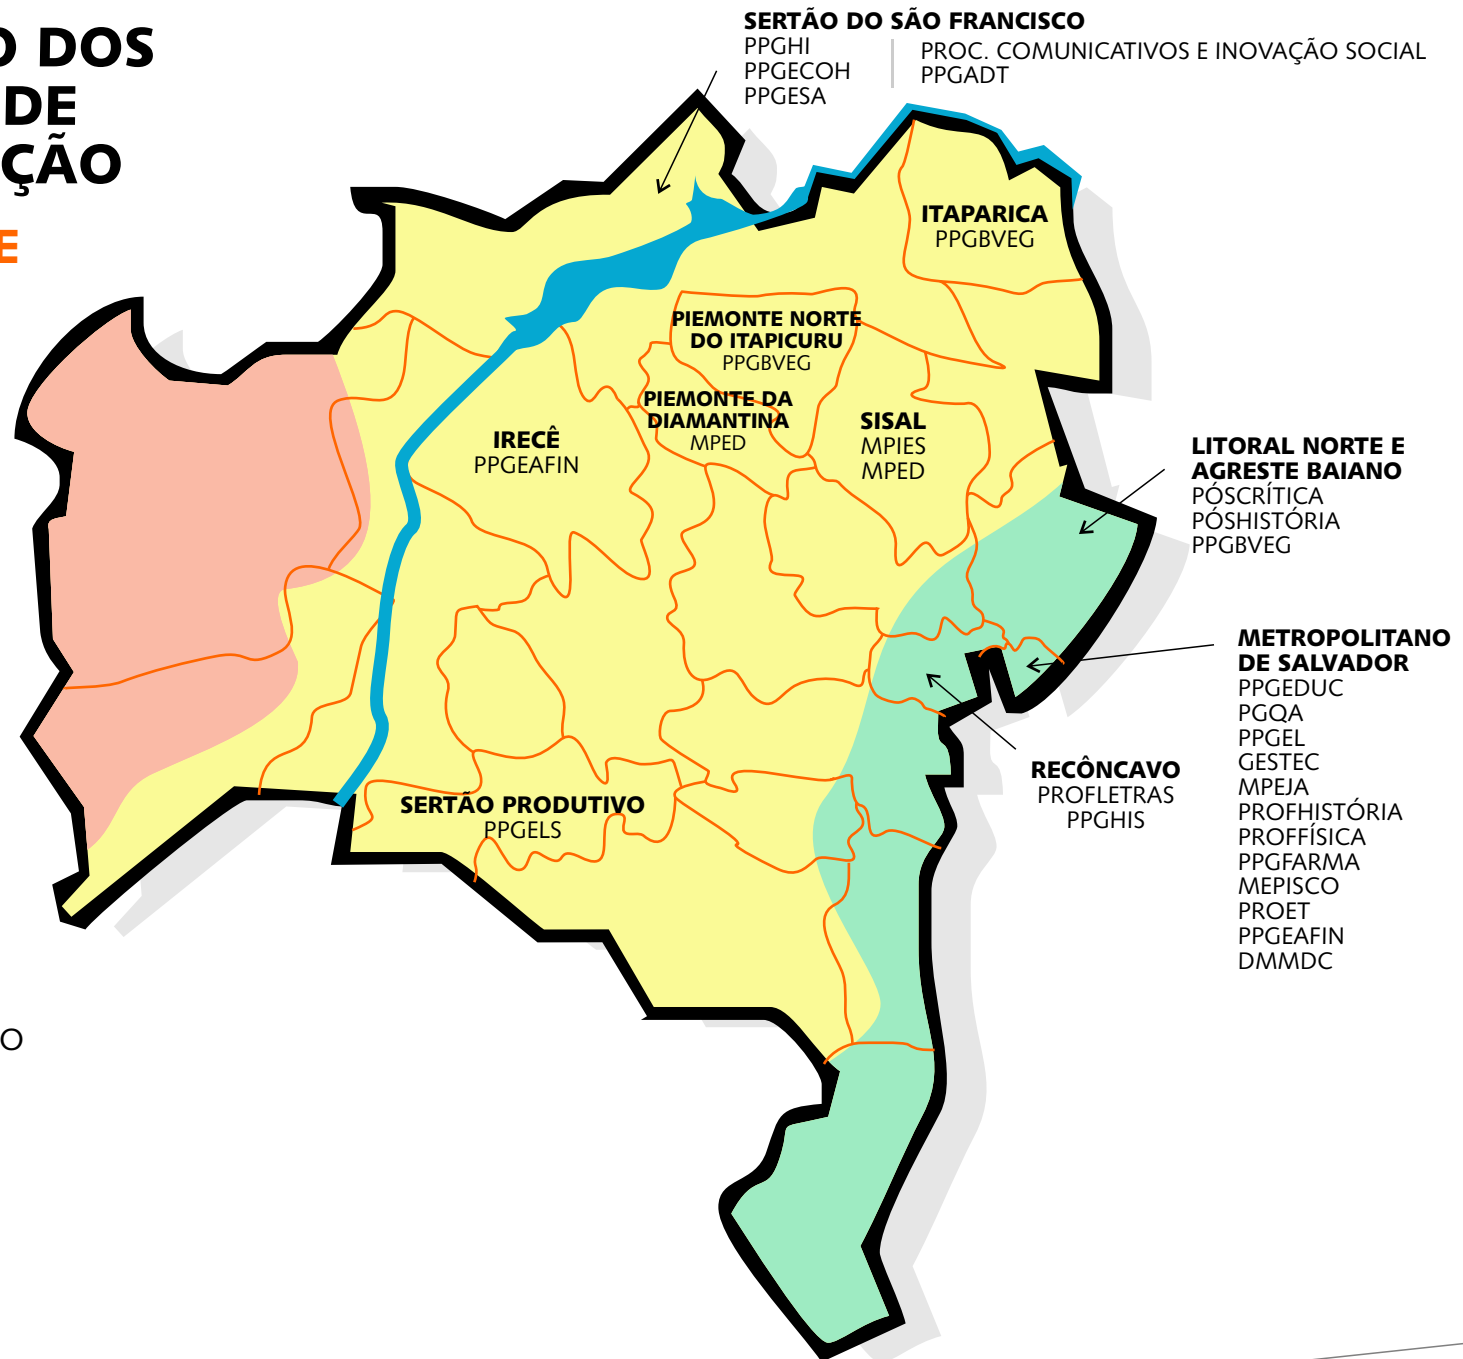 O DOS
DE
ÇÃO
E
SERTÃO DO SÃO FRANCISCO
PPGHI
PPGECOH
PPGESA
PROC. COMUNICATIVOS E INOVAÇÃO SOCIAL
PPGADT
ITAPARICA
PPGBVEG
PIEMONTE NORTE
DO ITAPICURU
PPGBVEG
PIEMONTE DA
DIAMANTINA
MPED
IRECÊ
PPGEAFIN
SISAL
MPIES
MPED
LITORAL NORTE E
AGRESTE BAIANO
PÓSCRÍTICA
PÓSHISTÓRIA
PPGBVEG
METROPOLITANO
DE SALVADOR
PPGEDUC
PGQA
PPGEL
GESTEC
MPEJA
PROFHISTÓRIA
PROFFÍSICA
PPGFARMA
MEPISCO
PROET
PPGEAFIN
DMMDC
RECÔNCAVO
PROFLETRAS
PPGHIS
SERTÃO PRODUTIVO
PPGELS
O